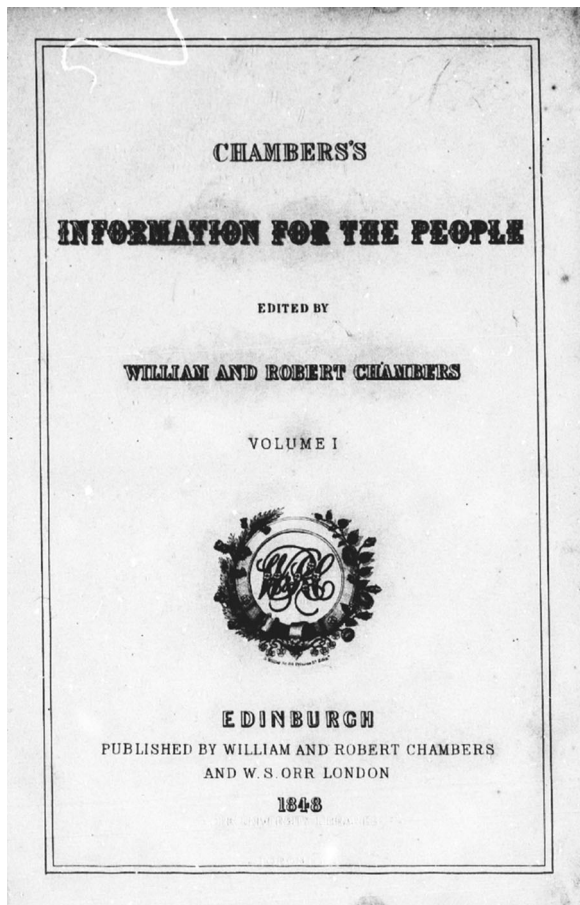 CHAMBERS'S
INFORMATION FOR THE PEOPLE
EDITED BY
WILLIAM AND ROBERT CHAMBERS
VOLUME I
EDINBURGH
PUBLISHED BY WILLIAM AND ROBERT CHAMBERS
AND W. S. ORR LONDON
1848